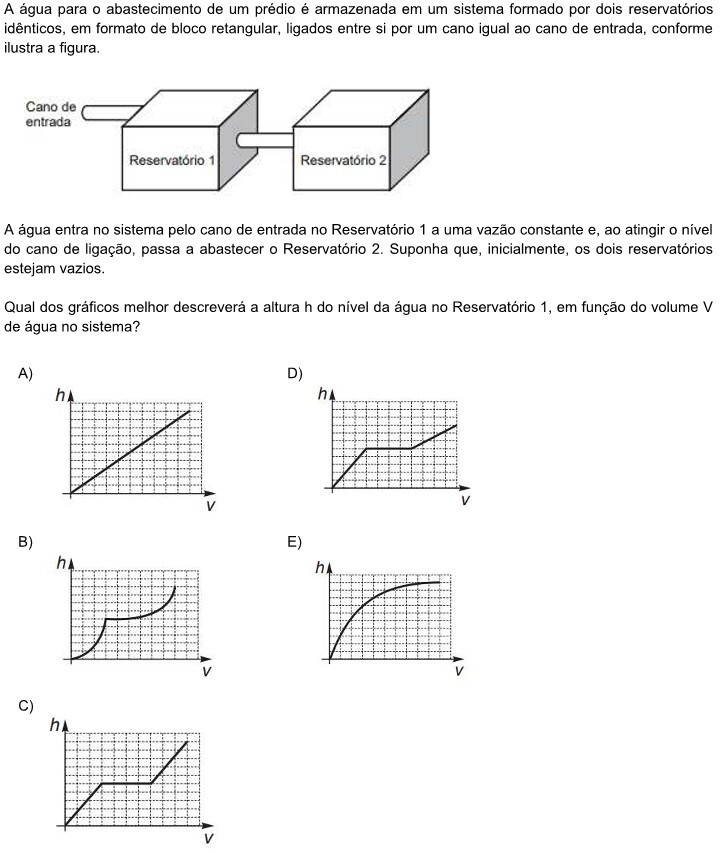 A água para o abastecimento de um prédio é armazenada em um sistema formado por dois reservatórios
idênticos, em formato de bloco retangular, ligados entre si por um cano igual ao cano de entrada, conforme
ilustra a figura.
Cano de
entrada
Reservatório 1
Reservatório 2
A água entra no sistema pelo cano de entrada no Reservatório 1 a uma vazão constante e, ao atingir o nível
do cano de ligação, passa a abastecer o Reservatório 2. Suponha que, inicialmente, os dois reservatórios
estejam vazios.
Qual dos gráficos melhor descreverá a altura h do nível da água no Reservatório 1, em função do volume V
de água no sistema?
A)
h
V
D)
h
V
B)
h
V
E)
h
V
C)
h
V